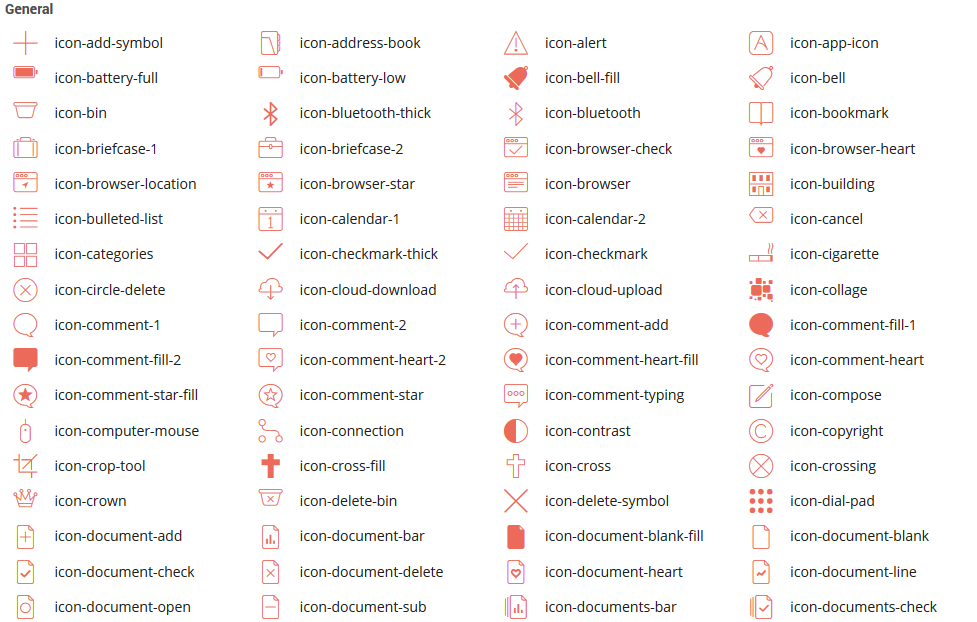 General
icon-add-symbol icon-address-book icon-alert icon-app-icon
icon-battery-full icon-battery-low icon-bell-fill icon-bell
icon-bin icon-bluetooth-thick icon-bluetooth icon-bookmark
icon-briefcase-1 icon-briefcase-2 icon-browser-check icon-browser-heart
icon-browser-location icon-browser-star icon-browser icon-building
icon-bulleted-list icon-calendar-1 icon-calendar-2 icon-cancel
icon-categories icon-checkmark-thick icon-checkmark icon-cigarette
icon-circle-delete icon-cloud-download icon-cloud-upload icon-collage
icon-comment-1 icon-comment-2 icon-comment-add icon-comment-fill-1
icon-comment-fill-2 icon-comment-heart-2 icon-comment-heart-fill icon-comment-heart
icon-comment-star-fill icon-comment-star icon-comment-typing icon-compose
icon-computer-mouse icon-connection icon-contrast icon-copyright
icon-crop-tool icon-cross-fill icon-cross icon-crossing
icon-crown icon-delete-bin icon-delete-symbol icon-dial-pad
icon-document-add icon-document-bar icon-document-blank-fill icon-document-blank
icon-document-check icon-document-delete icon-document-heart icon-document-line
icon-document-open icon-document-sub icon-documents-bar icon-documents-check